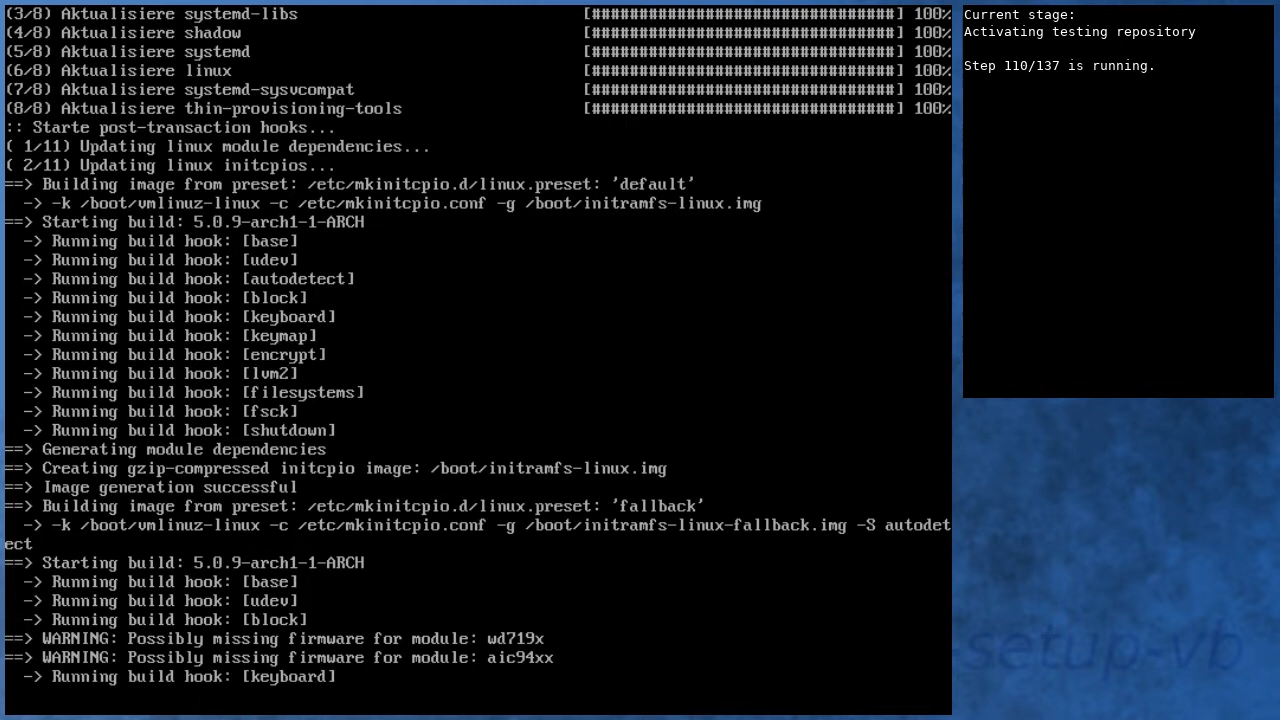 (3/8) Aktualisiere systemd-libs [################################] 100%
(4/8) Aktualisiere shadow [################################] 100%
(5/8) Aktualisiere systemd [################################] 100%
(6/8) Aktualisiere linux [################################] 100%
(7/8) Aktualisiere systemd-sysvcompat [################################] 100%
(8/8) Aktualisiere thin-provisioning-tools [################################] 100%
:: Starte post-transaction hooks...
( 1/11) Updating linux module dependencies...
( 2/11) Updating linux initcpios...
==> Building image from preset: /etc/mkinitcpio.d/linux.preset: 'default'
  -> -k /boot/vmlinuz-linux -c /etc/mkinitcpio.conf -g /boot/initramfs-linux.img
==> Starting build: 5.0.9-arch1-1-ARCH
  -> Running build hook: [base]
  -> Running build hook: [udev]
  -> Running build hook: [autodetect]
  -> Running build hook: [block]
  -> Running build hook: [keyboard]
  -> Running build hook: [keymap]
  -> Running build hook: [encrypt]
  -> Running build hook: [lvm2]
  -> Running build hook: [filesystems]
  -> Running build hook: [fsck]
  -> Running build hook: [shutdown]
==> Generating module dependencies
==> Creating gzip-compressed initcpio image: /boot/initramfs-linux.img
==> Image generation successful
==> Building image from preset: /etc/mkinitcpio.d/linux.preset: 'fallback'
  -> -k /boot/vmlinuz-linux -c /etc/mkinitcpio.conf -g /boot/initramfs-linux-fallback.img -S autodet
ect
==> Starting build: 5.0.9-arch1-1-ARCH
  -> Running build hook: [base]
  -> Running build hook: [udev]
  -> Running build hook: [block]
==> WARNING: Possibly missing firmware for module: wd719x
==> WARNING: Possibly missing firmware for module: aic94xx
  -> Running build hook: [keyboard]
Current stage:
Activating testing repository
Step 110/137 is running.
setup-vb